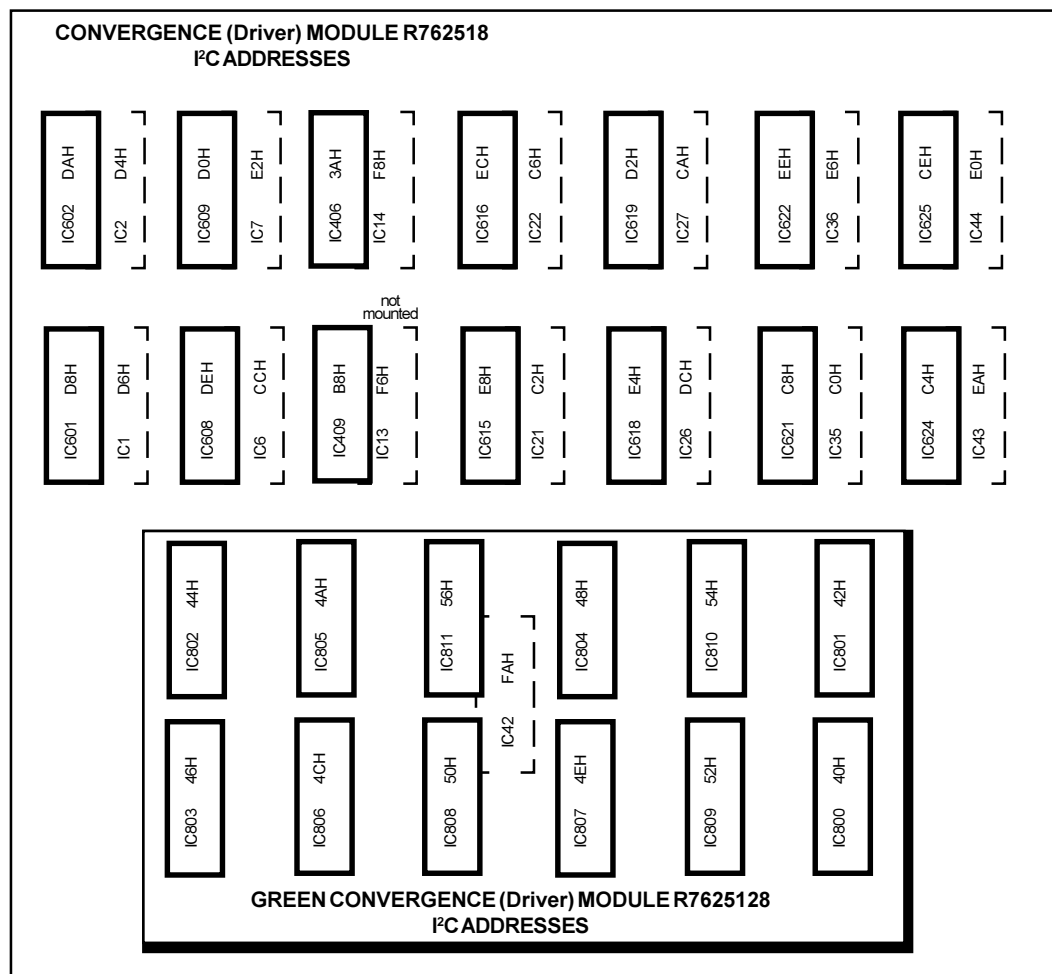 CONVERGENCE (Driver) MODULE R762518
I²C ADDRESSES
IC602 DAH
IC2 D4H
IC609 D0H
IC7 E2H
IC406 3AH
IC14 F8H
IC616 ECH
IC22 C6H
IC619 D2H
IC27 CAH
IC622 EEH
IC36 E6H
IC625 CEH
IC44 E0H
not
mounted
IC601 D8H
IC1 D6H
IC608 DEH
IC6 CCH
IC409 B8H
IC13 F6H
IC615 E8H
IC21 C2H
IC618 E4H
IC26 DCH
IC621 C8H
IC35 C0H
IC624 C4H
IC43 EAH
IC802 44H
IC805 4AH
IC811 56H
IC42 FAH
IC804 48H
IC810 54H
IC801 42H
IC803 46H
IC806 4CH
IC808 50H
IC807 4EH
IC809 52H
IC800 40H
GREEN CONVERGENCE (Driver) MODULE R7625128
I²C ADDRESSES